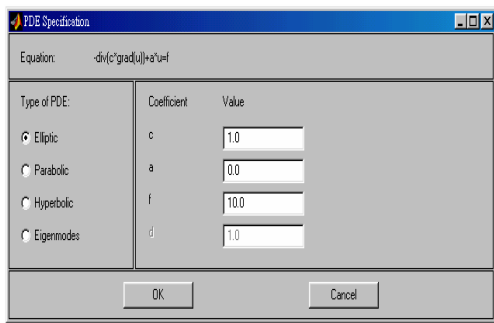 PDE Specification
Equation: -div(c*grad(u))+a*u=f
Type of PDE: Coefficient Value
Elliptic c 1.0
Parabolic a 0.0
Hyperbolic f 10.0
Eigenmodes d 1.0
OK Cancel